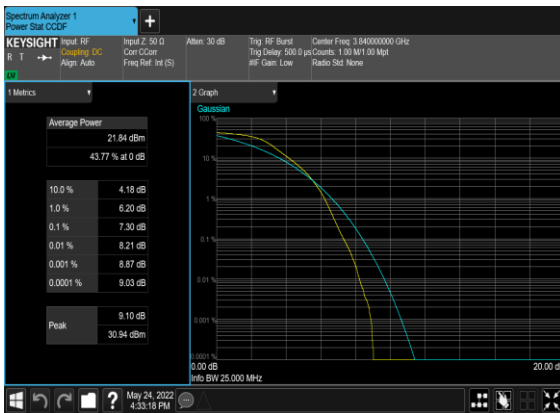 Spectrum Analyzer 1
Power Stat CCDF
KEYSIGHT
R T
LV
Input: RF
Coupling: DC
Align: Auto
Input Z: 50 Ω
Corr CCorr
Freq Ref: Int (S)
Atten: 30 dB
Trig: RF Burst
Trig Delay: 500.0 µs
#IF Gain: Low
Center Freq: 3.840000000 GHz
Counts: 1.00 M/1.00 Mpt
Radio Std: None
1 Metrics
Average Power
21.84 dBm
43.77 % at 0 dB
10.0 % 4.18 dB
1.0 % 6.20 dB
0.1 % 7.30 dB
0.01 % 8.21 dB
0.001 % 8.87 dB
0.0001 % 9.03 dB
Peak 9.10 dB
30.94 dBm
2 Graph
Gaussian
100 %
10 %
1 %
0.1 %
0.01 %
0.001 %
0.0001 %
0.00 dB 20.00 d
Info BW 25.000 MHz
?
May 24, 2022
4:33:18 PM